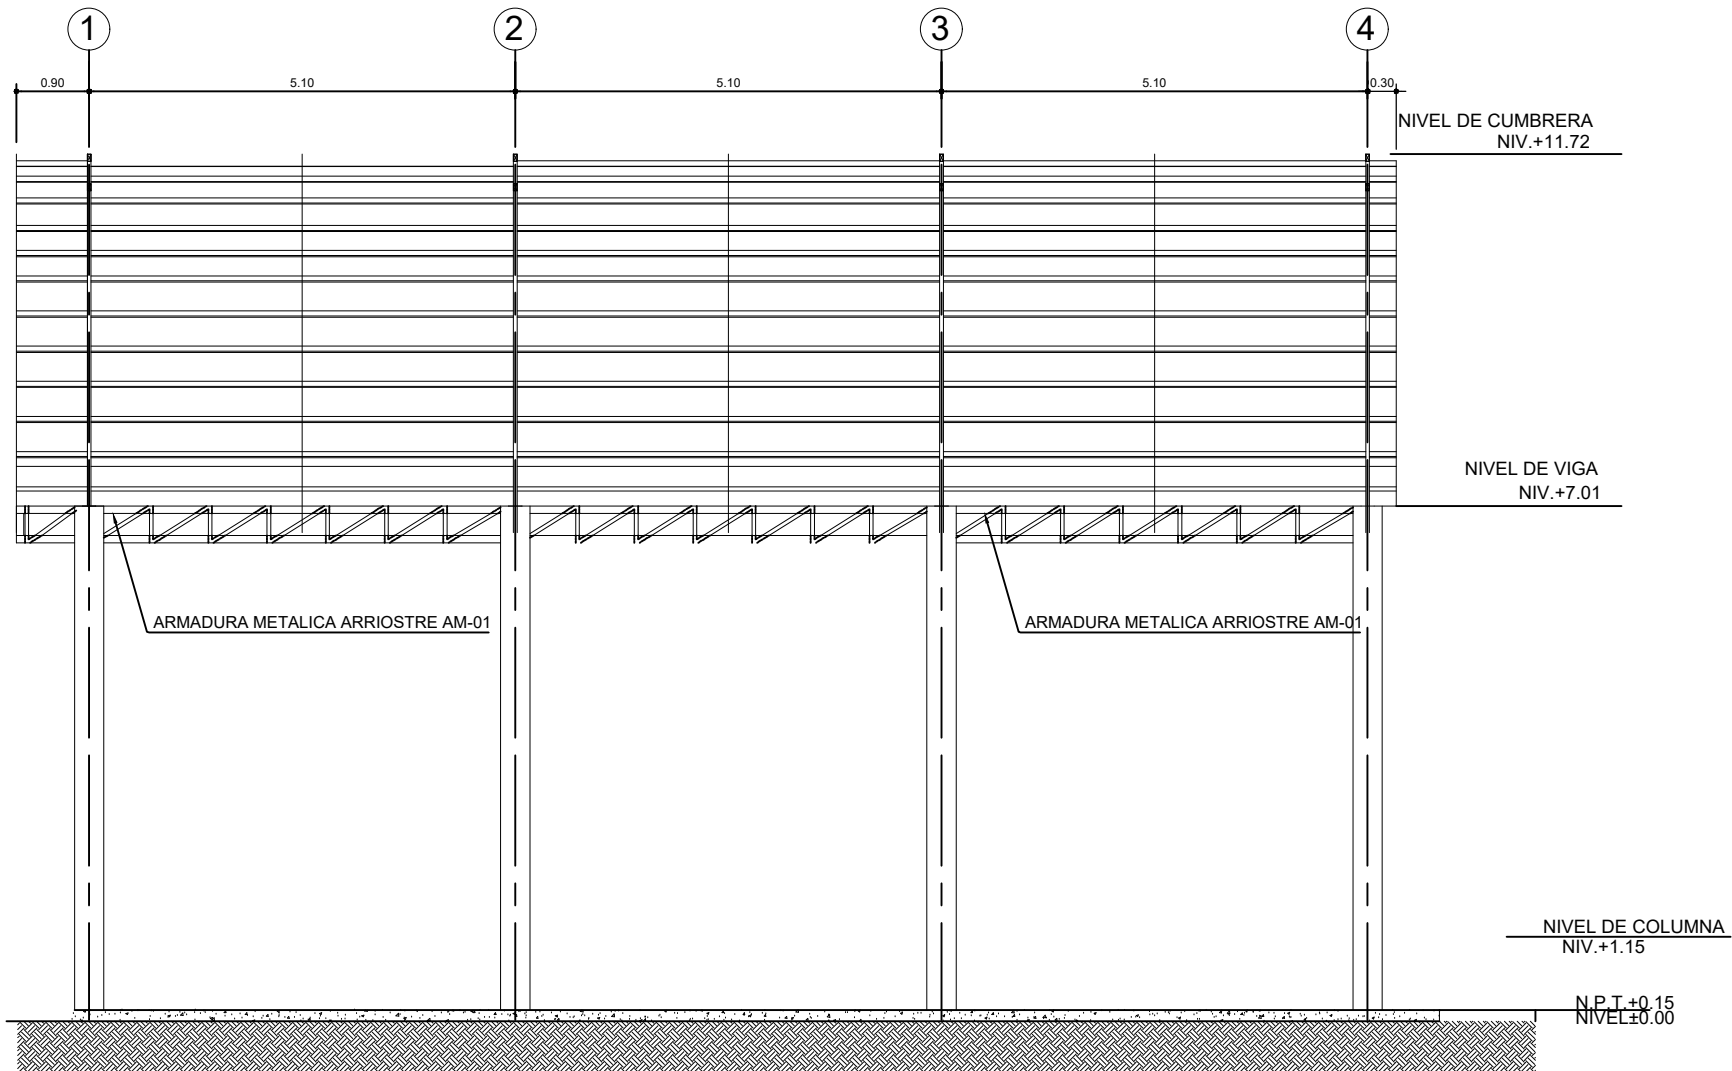 1
2
3
4
0.90
5.10
5.10
5.10
0.30
NIVEL DE CUMBRERA
NIV.+11.72
NIVEL DE VIGA
NIV.+7.01
ARMADURA METALICA ARRIOSTRE AM-01
ARMADURA METALICA ARRIOSTRE AM-01
NIVEL DE COLUMNA
NIV.+1.15
N.P.T.+0.15
NIVEL±0.00